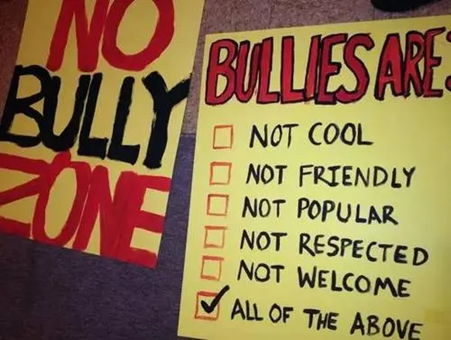 NO
BULLY
ZONE
BULLIES ARE:
NOT COOL
NOT FRIENDLY
NOT POPULAR
NOT RESPECTED
NOT WELCOME
ALL OF THE ABOVE